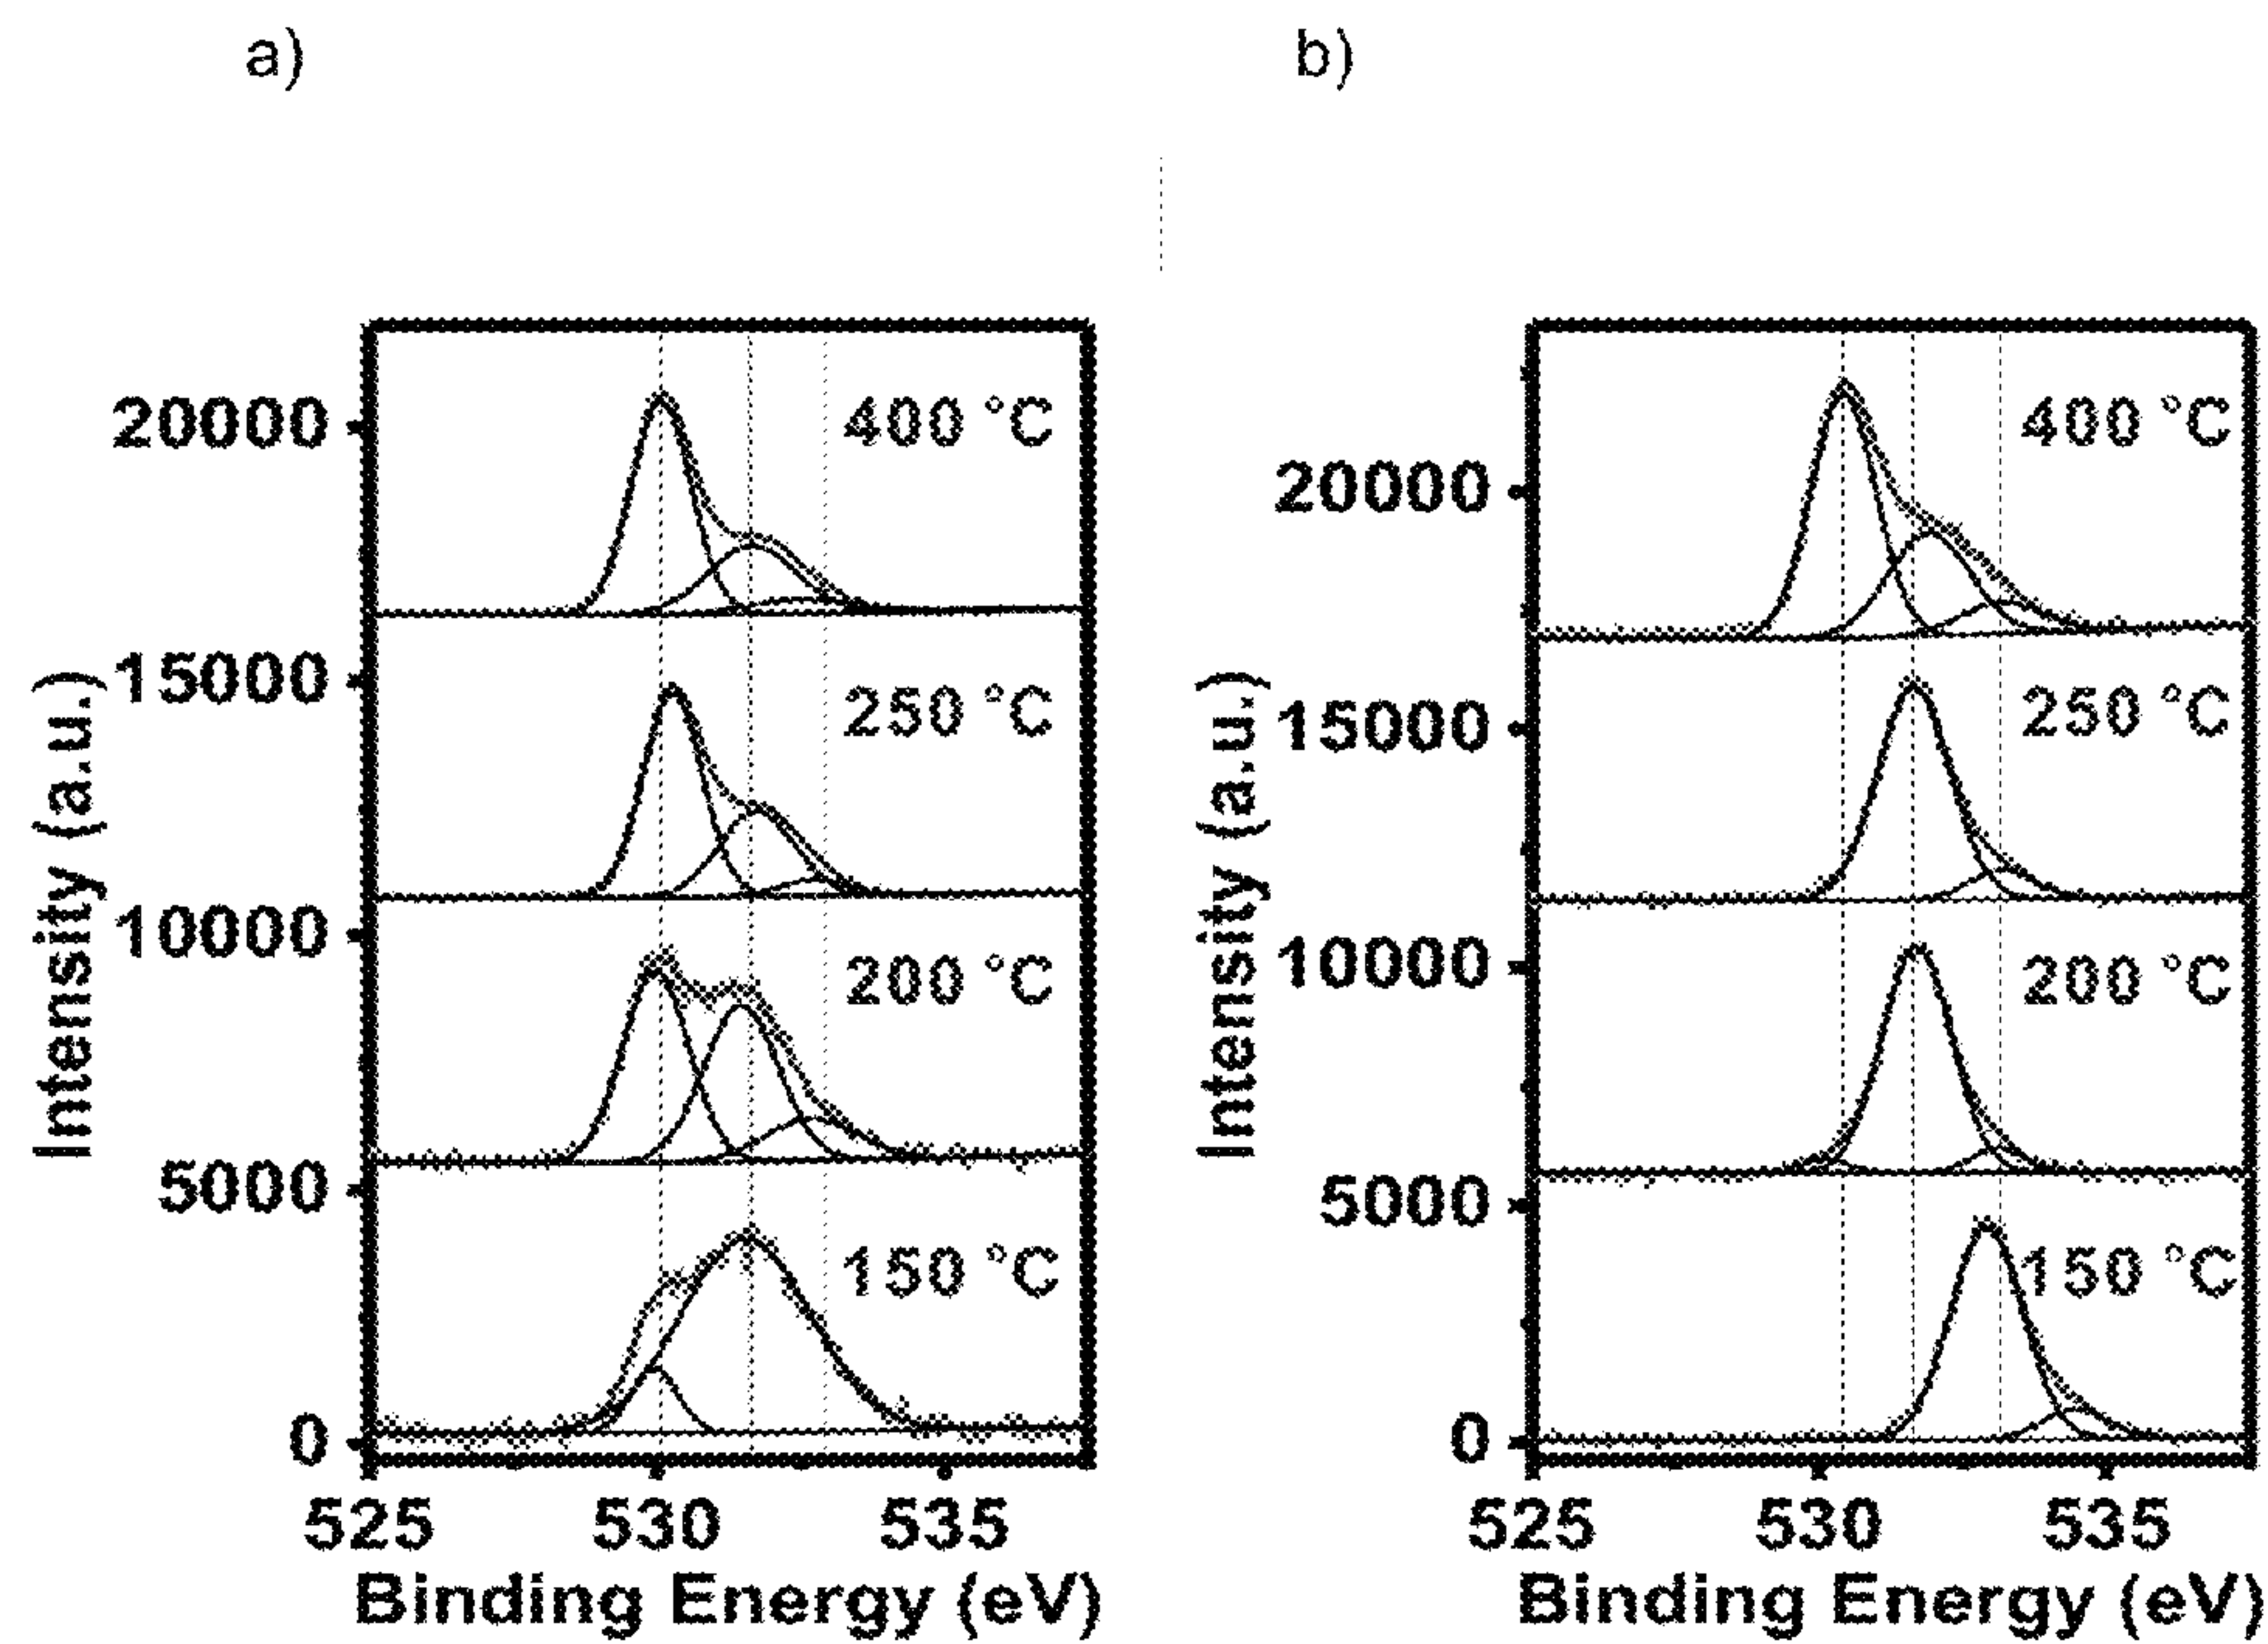 a)
20000
15000
10000
5000
0
Intensity (a.u.)
400 °C
250 °C
200 °C
150 °C
525 530 535
Binding Energy (eV)
b)
20000
15000
10000
5000
0
Intensity (a.u.)
400 °C
250 °C
200 °C
150 °C
525 530 535
Binding Energy (eV)